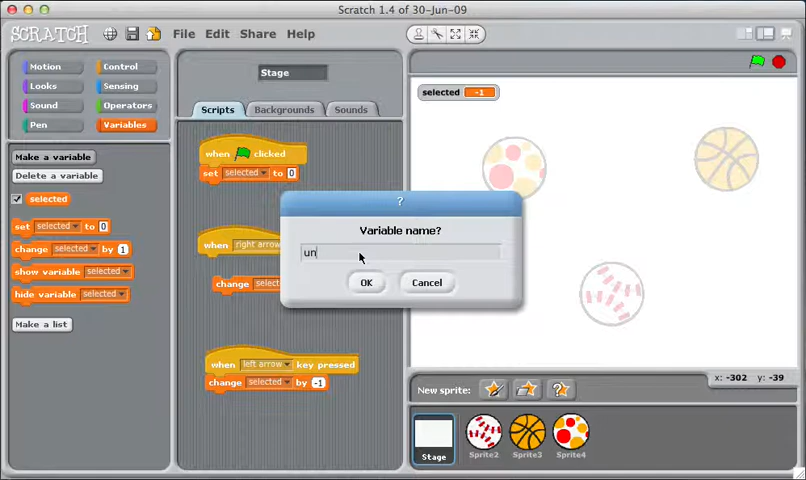 Scratch 1.4 of 30-Jun-09
SCRATCH File Edit Share Help
Motion Control
Looks Sensing
Sound Operators
Pen Variables
Make a variable
Delete a variable
selected
set selected to 0
change selected by 1
show variable selected
hide variable selected
Make a list
Stage
Scripts Backgrounds Sounds
when clicked
set selected to 0
when right arrow
change selec
when left arrow key pressed
change selected by -1
?
Variable name?
un
OK Cancel
selected -1
x: -302 y: -39
New sprite:
Stage Sprite2 Sprite3 Sprite4